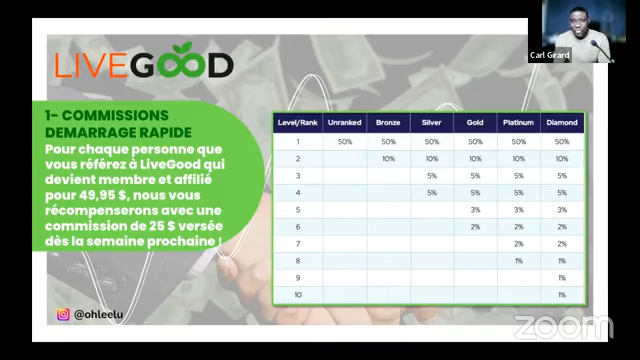 LIVEGOOD
Carl Girard
1- COMMISSIONS
DEMARRAGE RAPIDE
Pour chaque personne que
vous référez à LiveGood qui
devient membre et affilié
pour 49,95 $, nous vous
récompenserons avec une
commission de 25 $ versée
dès la semaine prochaine !
Level/Rank Unranked Bronze Silver Gold Platinum Diamond
1 50% 50% 50% 50% 50% 50%
2 10% 10% 10% 10% 10%
3 5% 5% 5% 5%
4 5% 5% 5% 5%
5 3% 3% 3%
6 2% 2% 2%
7 2% 2%
8 1% 1%
9 1%
10 1%
@ohleelu
zoom